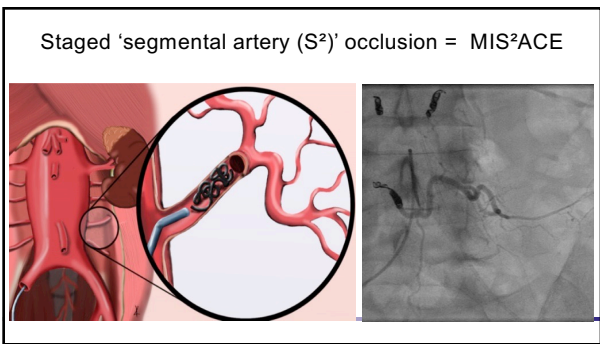 Staged ‘segmental artery (S²)’ occlusion = MIS²ACE